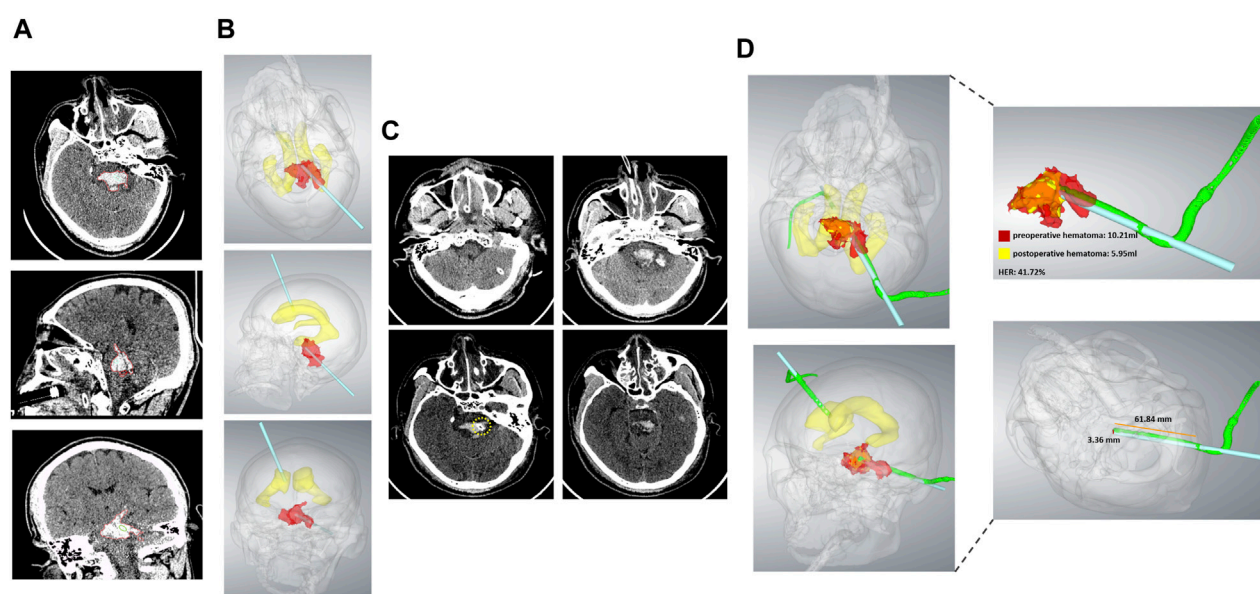 A
B
C
D
preoperative hematoma: 10.21ml
postoperative hematoma: 5.95ml
HER: 41.72%
61.84 mm
3.36 mm